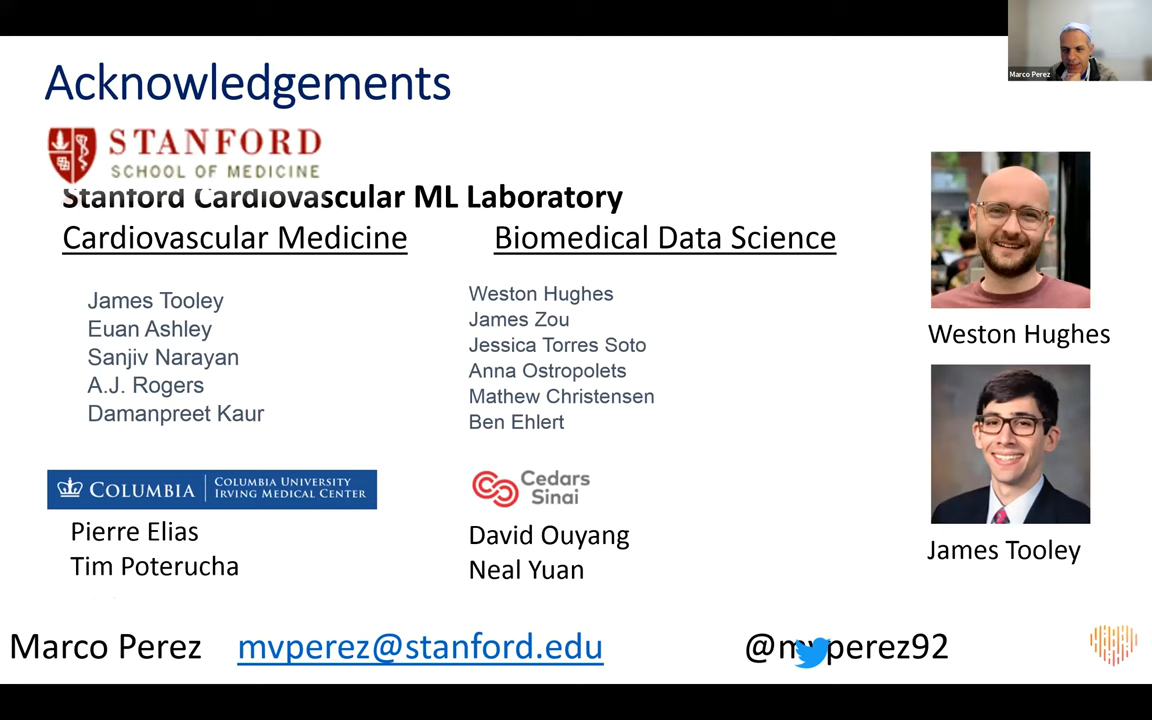 Marco Perez
Acknowledgements
STANFORD
SCHOOL OF MEDICINE
Stanford Cardiovascular ML Laboratory
Cardiovascular Medicine
James Tooley
Euan Ashley
Sanjiv Narayan
A.J. Rogers
Damanpreet Kaur
Biomedical Data Science
Weston Hughes
James Zou
Jessica Torres Soto
Anna Ostropolets
Mathew Christensen
Ben Ehlert
COLUMBIA
COLUMBIA UNIVERSITY
IRVING MEDICAL CENTER
Pierre Elias
Tim Poterucha
Cedars
Sinai
David Ouyang
Neal Yuan
Weston Hughes
James Tooley
Marco Perez mvperez@stanford.edu @mvperez92